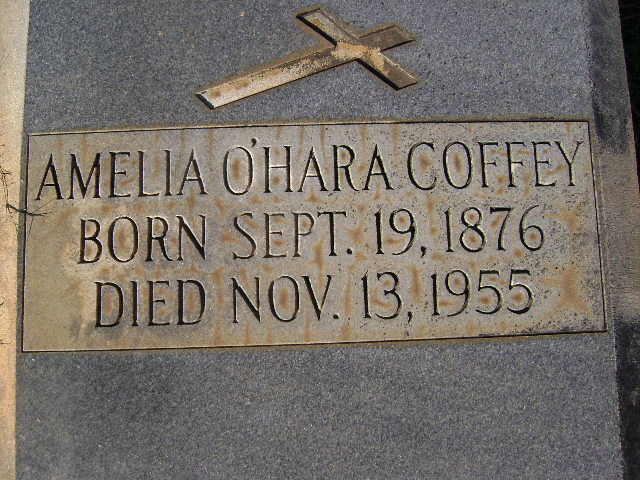 AMELIA O'HARA COFFEY
BORN SEPT. 19, 1876
DIED NOV. 13, 1955